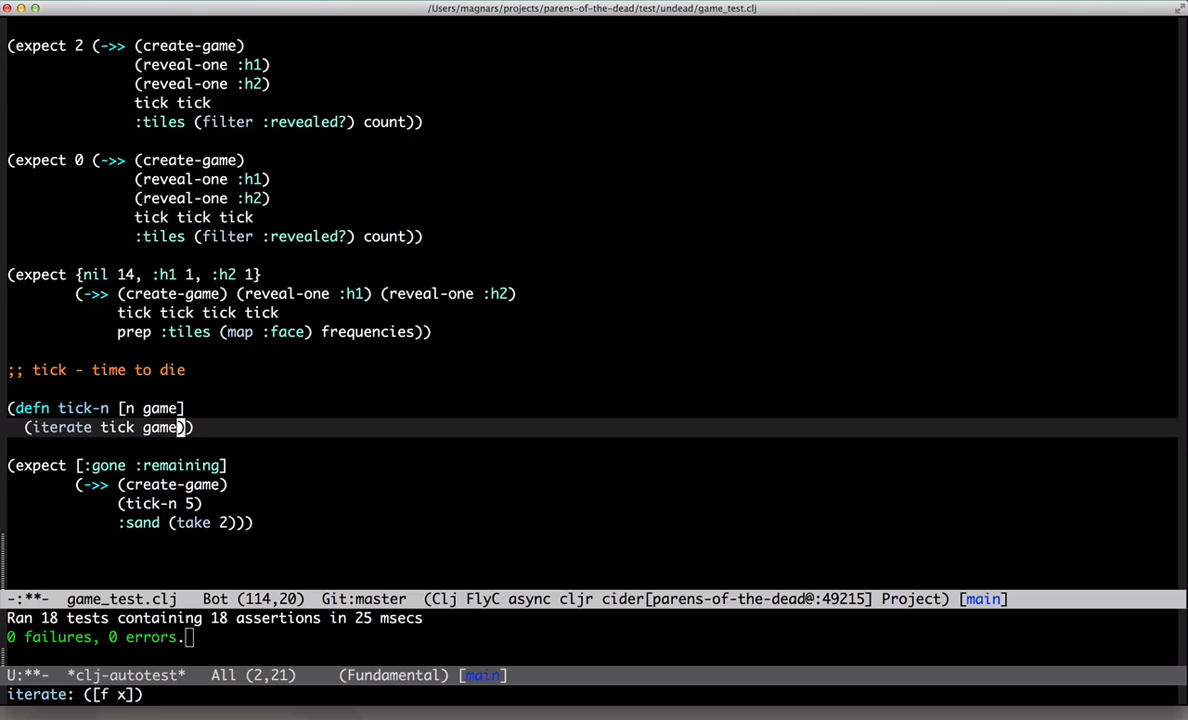 /Users/magnars/projects/parens-of-the-dead/test/undead/game_test.clj
(expect 2 (->> (create-game)
(reveal-one :h1)
(reveal-one :h2)
tick tick
:tiles (filter :revealed?) count))
(expect 0 (->> (create-game)
(reveal-one :h1)
(reveal-one :h2)
tick tick tick
:tiles (filter :revealed?) count))
(expect {nil 14, :h1 1, :h2 1}
(->> (create-game) (reveal-one :h1) (reveal-one :h2)
tick tick tick tick
prep :tiles (map :face) frequencies))
;; tick - time to die
(defn tick-n [n game]
(iterate tick game))
(expect [:gone :remaining]
(->> (create-game)
(tick-n 5)
:sand (take 2)))
-:**- game_test.clj Bot (114,20) Git:master (Clj FlyC async cljr cider[parens-of-the-dead@:49215] Project) [main]
Ran 18 tests containing 18 assertions in 25 msecs
0 failures, 0 errors.
U:**- *clj-autotest* All (2,21) (Fundamental) [main]
iterate: ([f x])